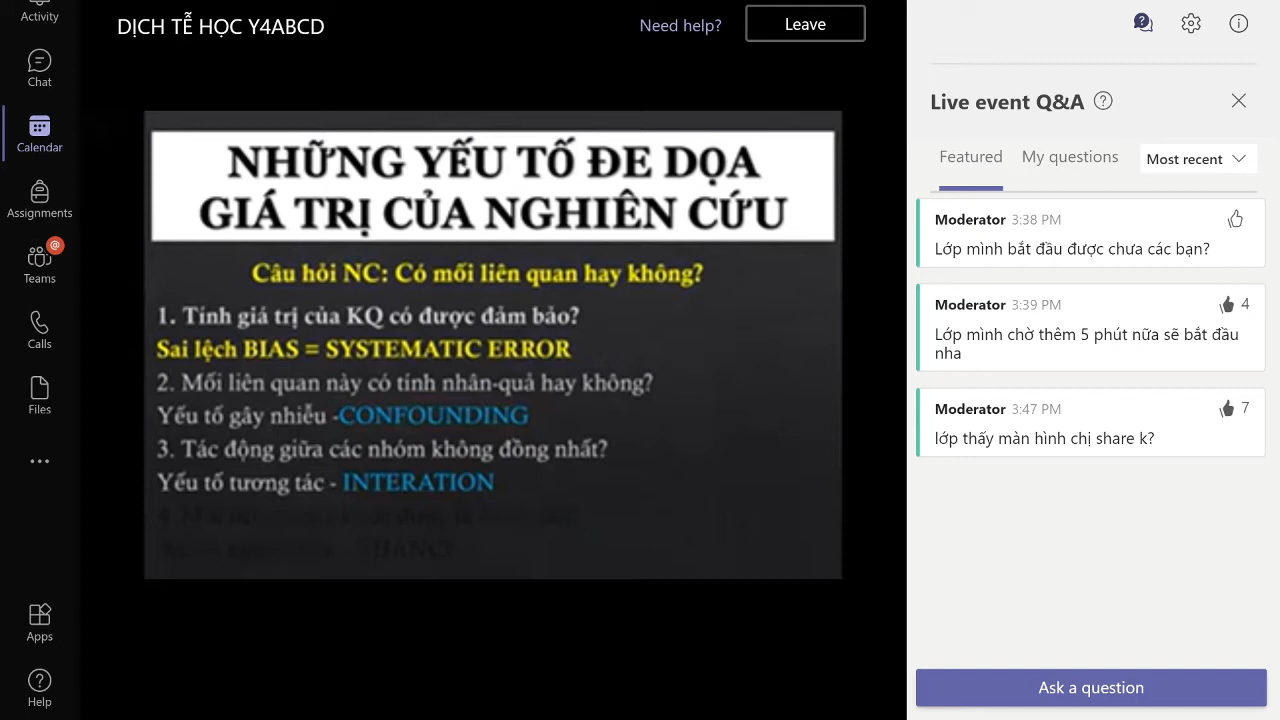 Activity
Chat
Calendar
Assignments
Teams
Calls
Files
Apps
Help
DỊCH TỄ HỌC Y4ABCD
Need help?
Leave
NHỮNG YẾU TỐ ĐE DỌA
GIÁ TRỊ CỦA NGHIÊN CỨU
Câu hỏi NC: Có mối liên quan hay không?
1. Tính giá trị của KQ có được đảm bảo?
Sai lệch BIAS = SYSTEMATIC ERROR
2. Mối liên quan này có tính nhân-quả hay không?
Yếu tố gây nhiễu -CONFOUNDING
3. Tác động giữa các nhóm không đồng nhất?
Yếu tố tương tác - INTERATION
Live event Q&A
Featured
My questions
Most recent
Moderator 3:38 PM
Lớp mình bắt đầu được chưa các bạn?
Moderator 3:39 PM 4
Lớp mình chờ thêm 5 phút nữa sẽ bắt đầu
nha
Moderator 3:47 PM 7
lớp thấy màn hình chị share k?
Ask a question